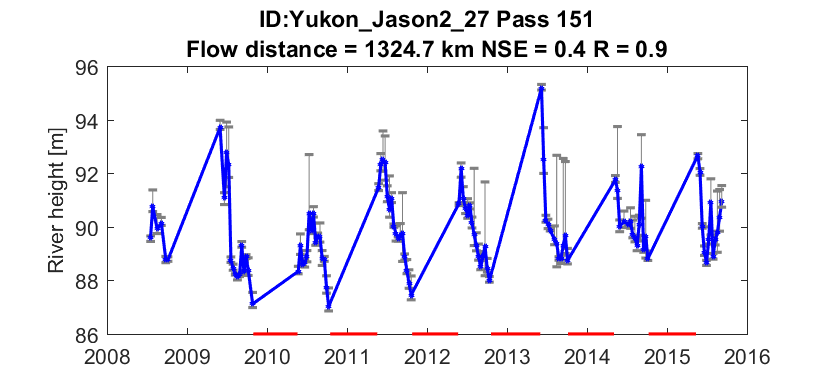 ID:Yukon_Jason2_27 Pass 151
Flow distance = 1324.7 km NSE = 0.4 R = 0.9
River height [m]
96
94
92
90
88
86
2008 2009 2010 2011 2012 2013 2014 2015 2016